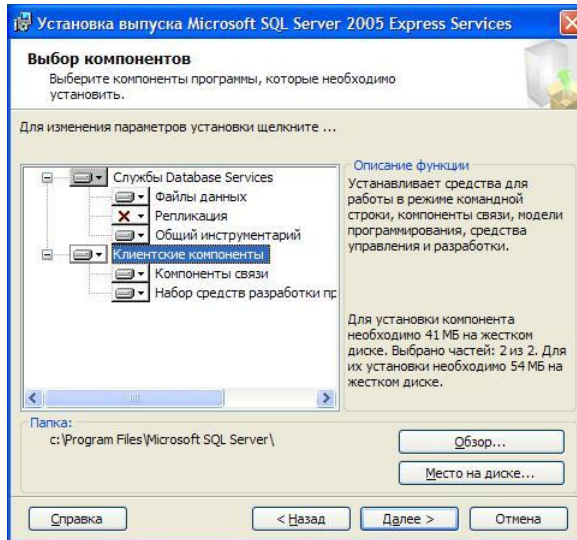 Установка выпуска Microsoft SQL Server 2005 Express Services
Выбор компонентов
Выберите компоненты программы, которые необходимо
установить.
Для изменения параметров установки щелкните ...
Службы Database Services
Файлы данных
Репликация
Общий инструментарий
Клиентские компоненты
Компоненты связи
Набор средств разработки пр
Описание функции
Устанавливает средства для
работы в режиме командной
строки, компоненты связи, модели
программирования, средства
управления и разработки.
Для установки компонента
необходимо 41 МБ на жестком
диске. Выбрано частей: 2 из 2. Для
их установки необходимо 54 МБ на
жестком диске.
Папка:
c:\Program Files\Microsoft SQL Server\
Обзор...
Место на диске...
Справка
< Назад
Далее >
Отмена